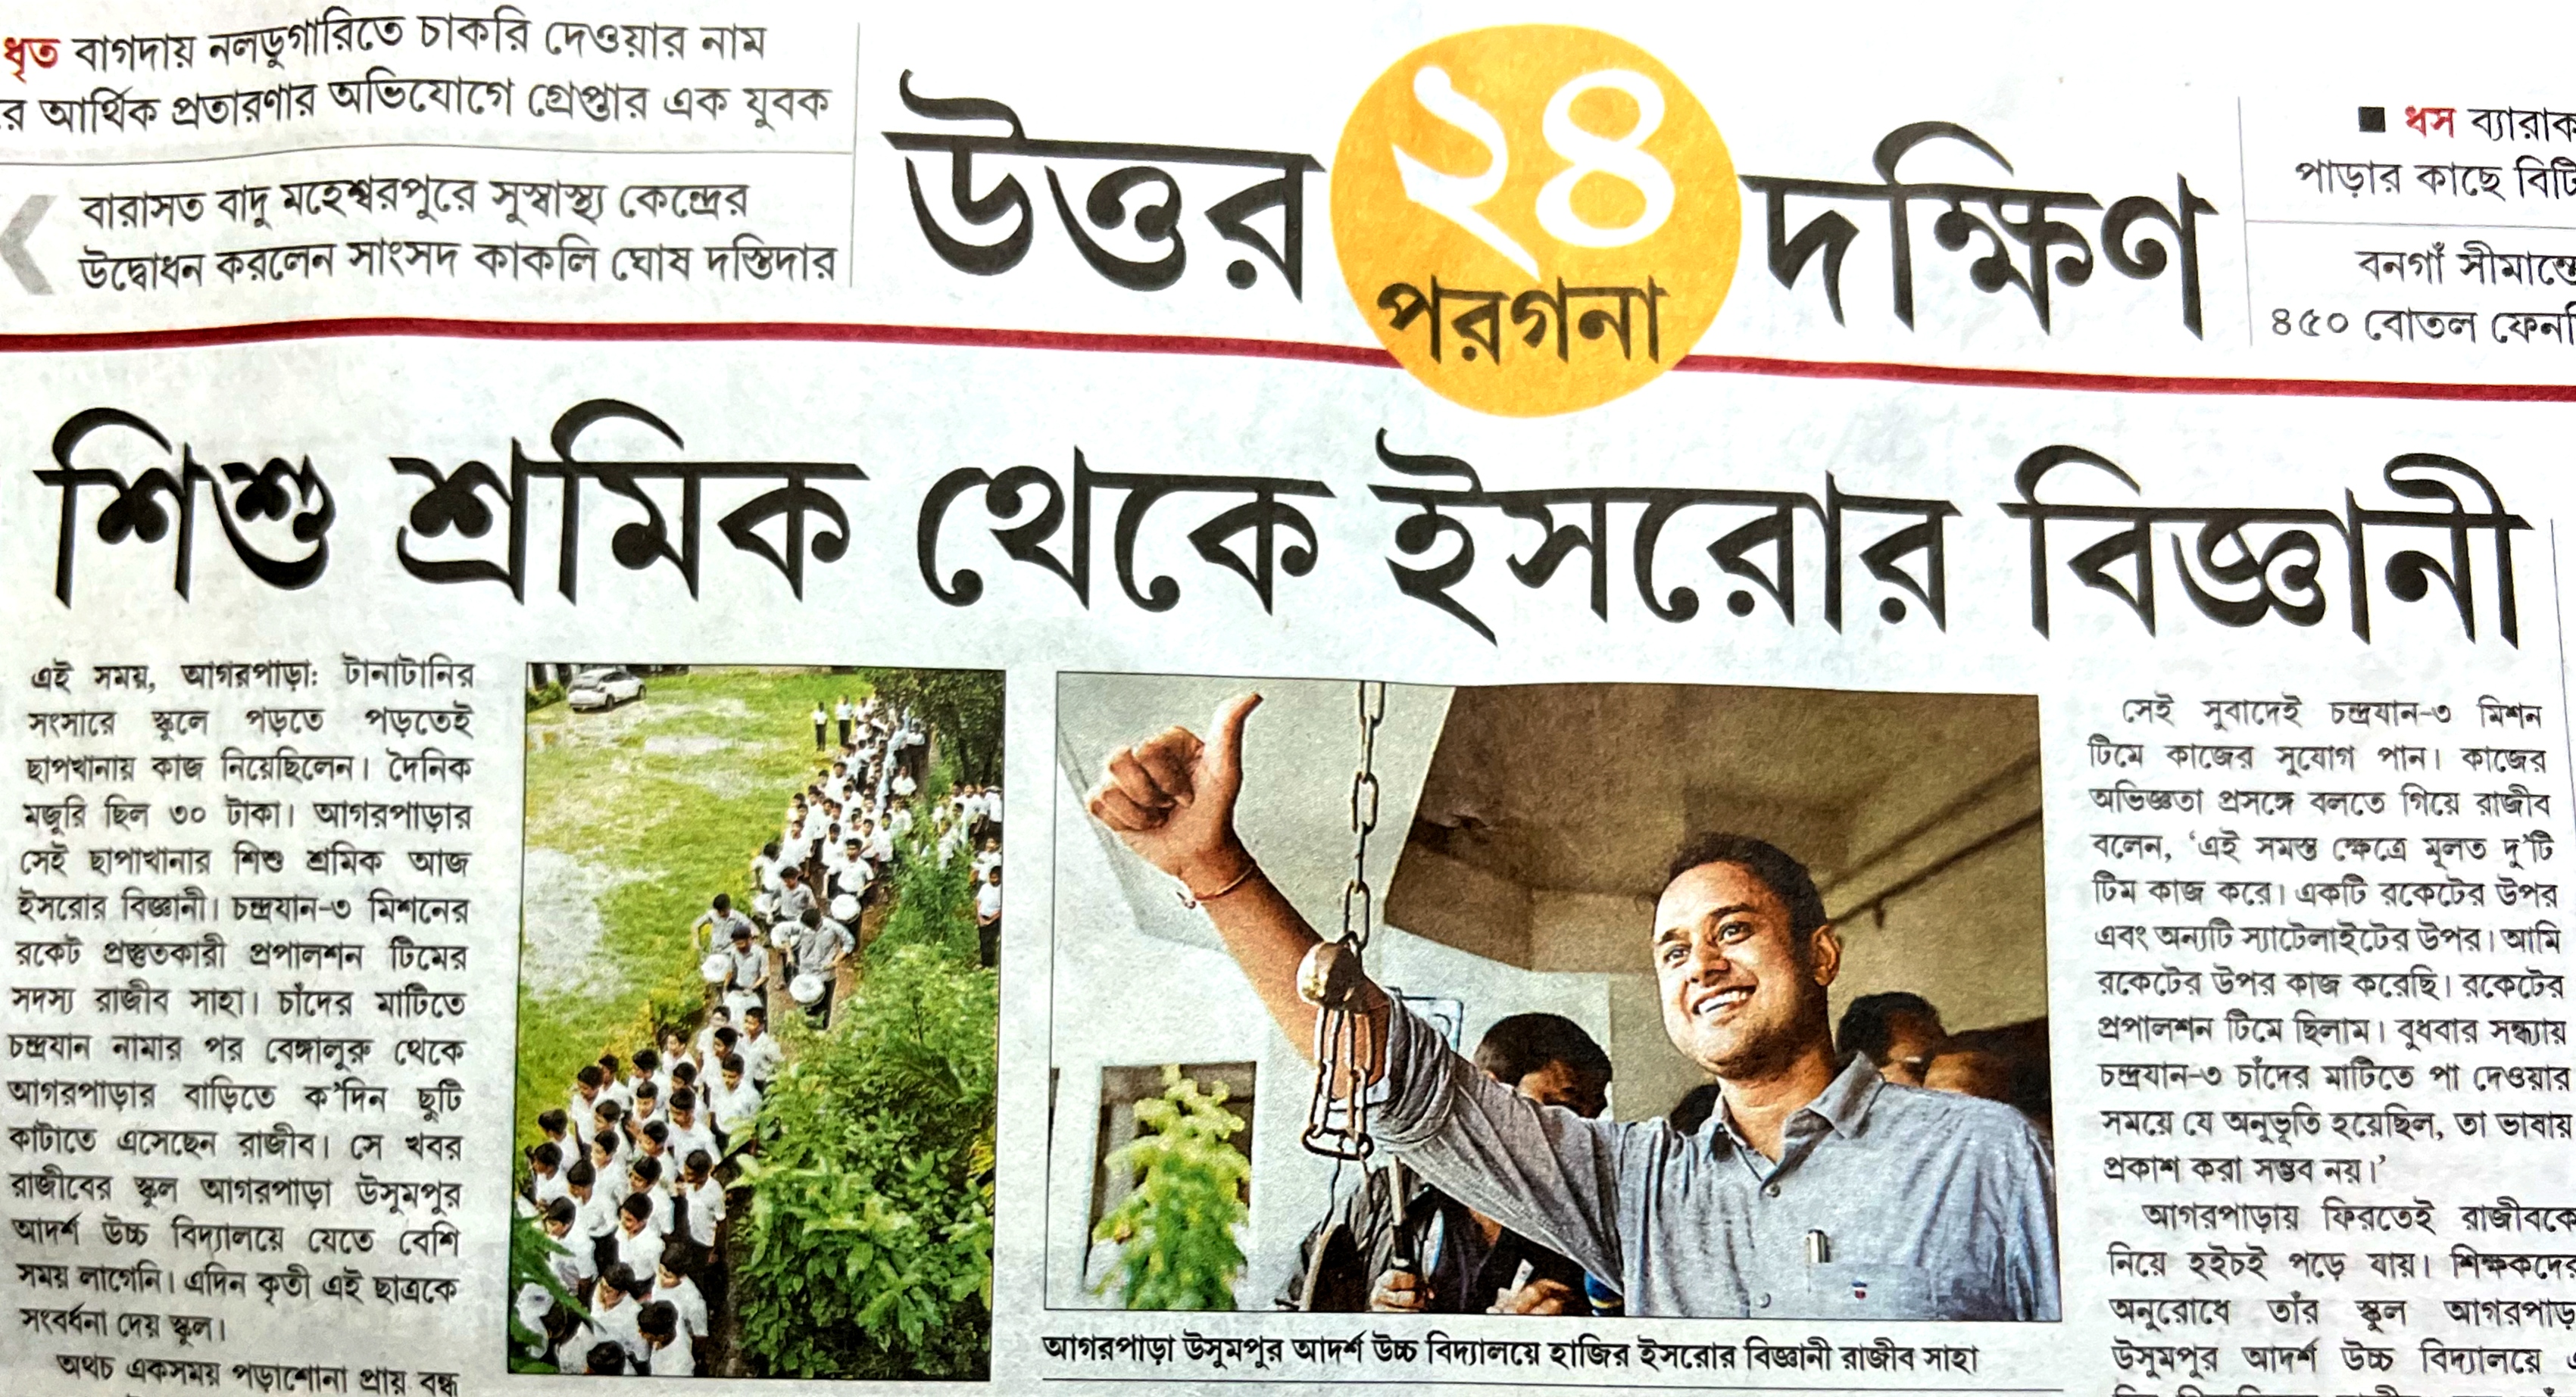 ধৃত বাগদায় নলডুগারিতে চাকরি দেওয়ার নাম
র আর্থিক প্রতারণার অভিযোগে গ্রেপ্তার এক যুবক
বারাসত বাদু মহেশ্বরপুরে সুস্বাস্থ্য কেন্দ্রের
উদ্বোধন করলেন সাংসদ কাকলি ঘোষ দস্তিদার
উত্তর ২৪ দক্ষিণ
পরগনা
■ ধস ব্যারাক
পাড়ার কাছে বিটি
বনগাঁ সীমান্তে
৪৫০ বোতল ফেনসি
শিশু শ্রমিক থেকে ইসরোর বিজ্ঞানী
এই সময়, আগরপাড়া: টানাটানির
সংসারে স্কুলে পড়তে পড়তেই
ছাপখানায় কাজ নিয়েছিলেন। দৈনিক
মজুরি ছিল ৩০ টাকা। আগরপাড়ার
সেই ছাপাখানার শিশু শ্রমিক আজ
ইসরোর বিজ্ঞানী। চন্দ্রযান-৩ মিশনের
রকেট প্রস্তুতকারী প্রপালশন টিমের
সদস্য রাজীব সাহা। চাঁদের মাটিতে
চন্দ্রযান নামার পর বেঙ্গালুরু থেকে
আগরপাড়ার বাড়িতে ক'দিন ছুটি
কাটাতে এসেছেন রাজীব। সে খবর
রাজীবের স্কুল আগরপাড়া উসুমপুর
আদর্শ উচ্চ বিদ্যালয়ে যেতে বেশি
সময় লাগেনি। এদিন কৃতী এই ছাত্রকে
সংবর্ধনা দেয় স্কুল।
অথচ একসময় পড়াশোনা প্রায় বন্ধ
আগরপাড়া উসুমপুর আদর্শ উচ্চ বিদ্যালয়ে হাজির ইসরোর বিজ্ঞানী রাজীব সাহা
সেই সুবাদেই চন্দ্রযান-৩ মিশন
টিমে কাজের সুযোগ পান। কাজের
অভিজ্ঞতা প্রসঙ্গে বলতে গিয়ে রাজীব
বলেন, 'এই সমস্ত ক্ষেত্রে মূলত দু'টি
টিম কাজ করে। একটি রকেটের উপর
এবং অন্যটি স্যাটেলাইটের উপর। আমি
রকেটের উপর কাজ করেছি। রকেটের
প্রপালশন টিমে ছিলাম। বুধবার সন্ধ্যায়
চন্দ্রযান-৩ চাঁদের মাটিতে পা দেওয়ার
সময়ে যে অনুভূতি হয়েছিল, তা ভাষায়
প্রকাশ করা সম্ভব নয়।'
আগরপাড়ায় ফিরতেই রাজীবকে
নিয়ে হইচই পড়ে যায়। শিক্ষকদের
অনুরোধে তাঁর স্কুল আগরপাড়
উসুমপুর আদর্শ উচ্চ বিদ্যালয়ে